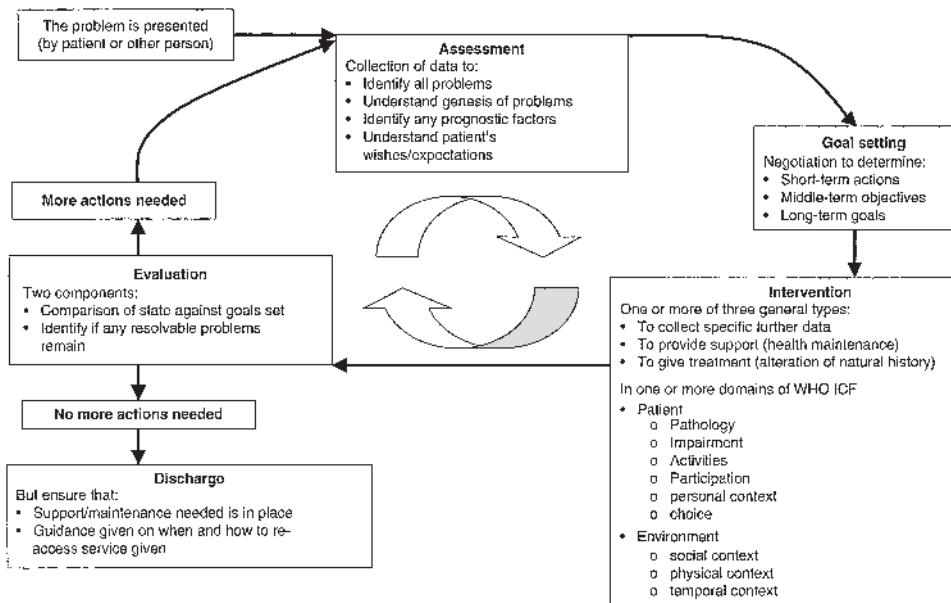 The problem is presented
(by patient or other person)
Assessment
Collection of data to:
• Identify all problems
• Understand genesis of problems
• Identify any prognostic factors
• Understand patient's
wishes/expectations
Goal setting
Negotiation to determine:
• Short-term actions
• Middle-term objectives
• Long-term goals
More actions needed
Evaluation
Two components:
• Comparison of state against goals set
• Identify if any resolvable problems
remain
Intervention
One or more of three general types:
• To collect specific further data
• To provide support (health maintenance)
• To give treatment (alteration of natural history)
In one or more domains of WHO ICF
• Patient
o Pathology
o Impairment
o Activities
o Participation
o personal context
o choice
• Environment
o social context
o physical context
o temporal context
No more actions needed
Discharge
But ensure that:
• Support/maintenance needed is in place
• Guidance given on when and how to re-
access service given